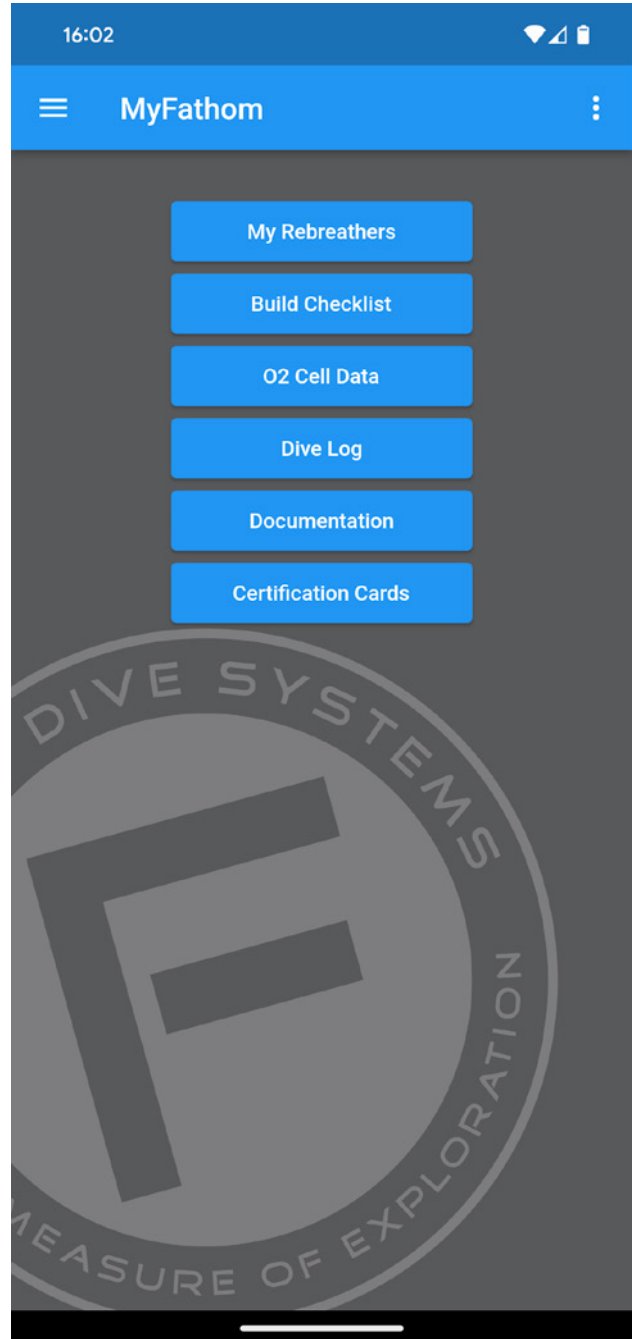 16:02
MyFathom
My Rebreathers
Build Checklist
O2 Cell Data
Dive Log
Documentation
Certification Cards
DIVE SYSTEMS
F
MEASURE OF EXPLORATION